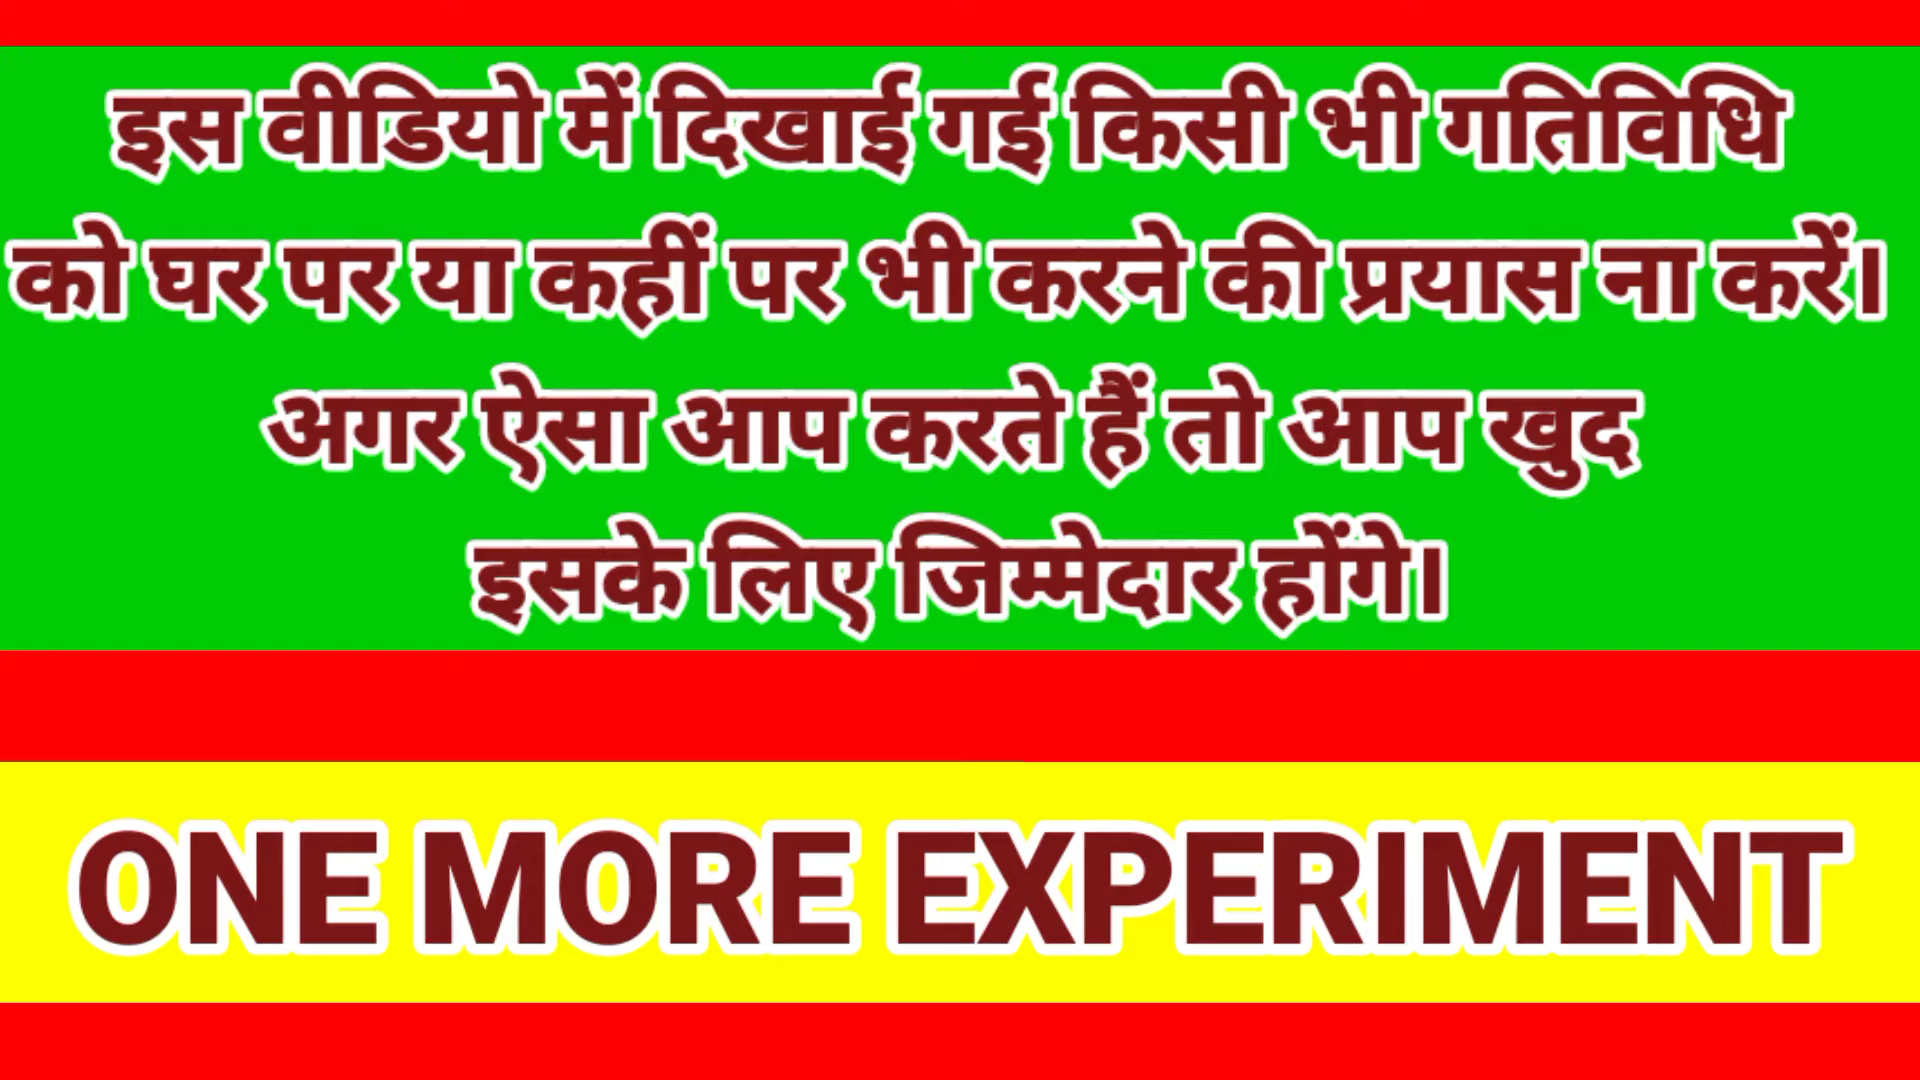 इस वीडियो में दिखाई गई किसी भी गतिविधि
को घर पर या कहीं पर भी करने की प्रयास ना करें।
अगर ऐसा आप करते हैं तो आप खुद
इसके लिए जिम्मेदार होंगे।
ONE MORE EXPERIMENT